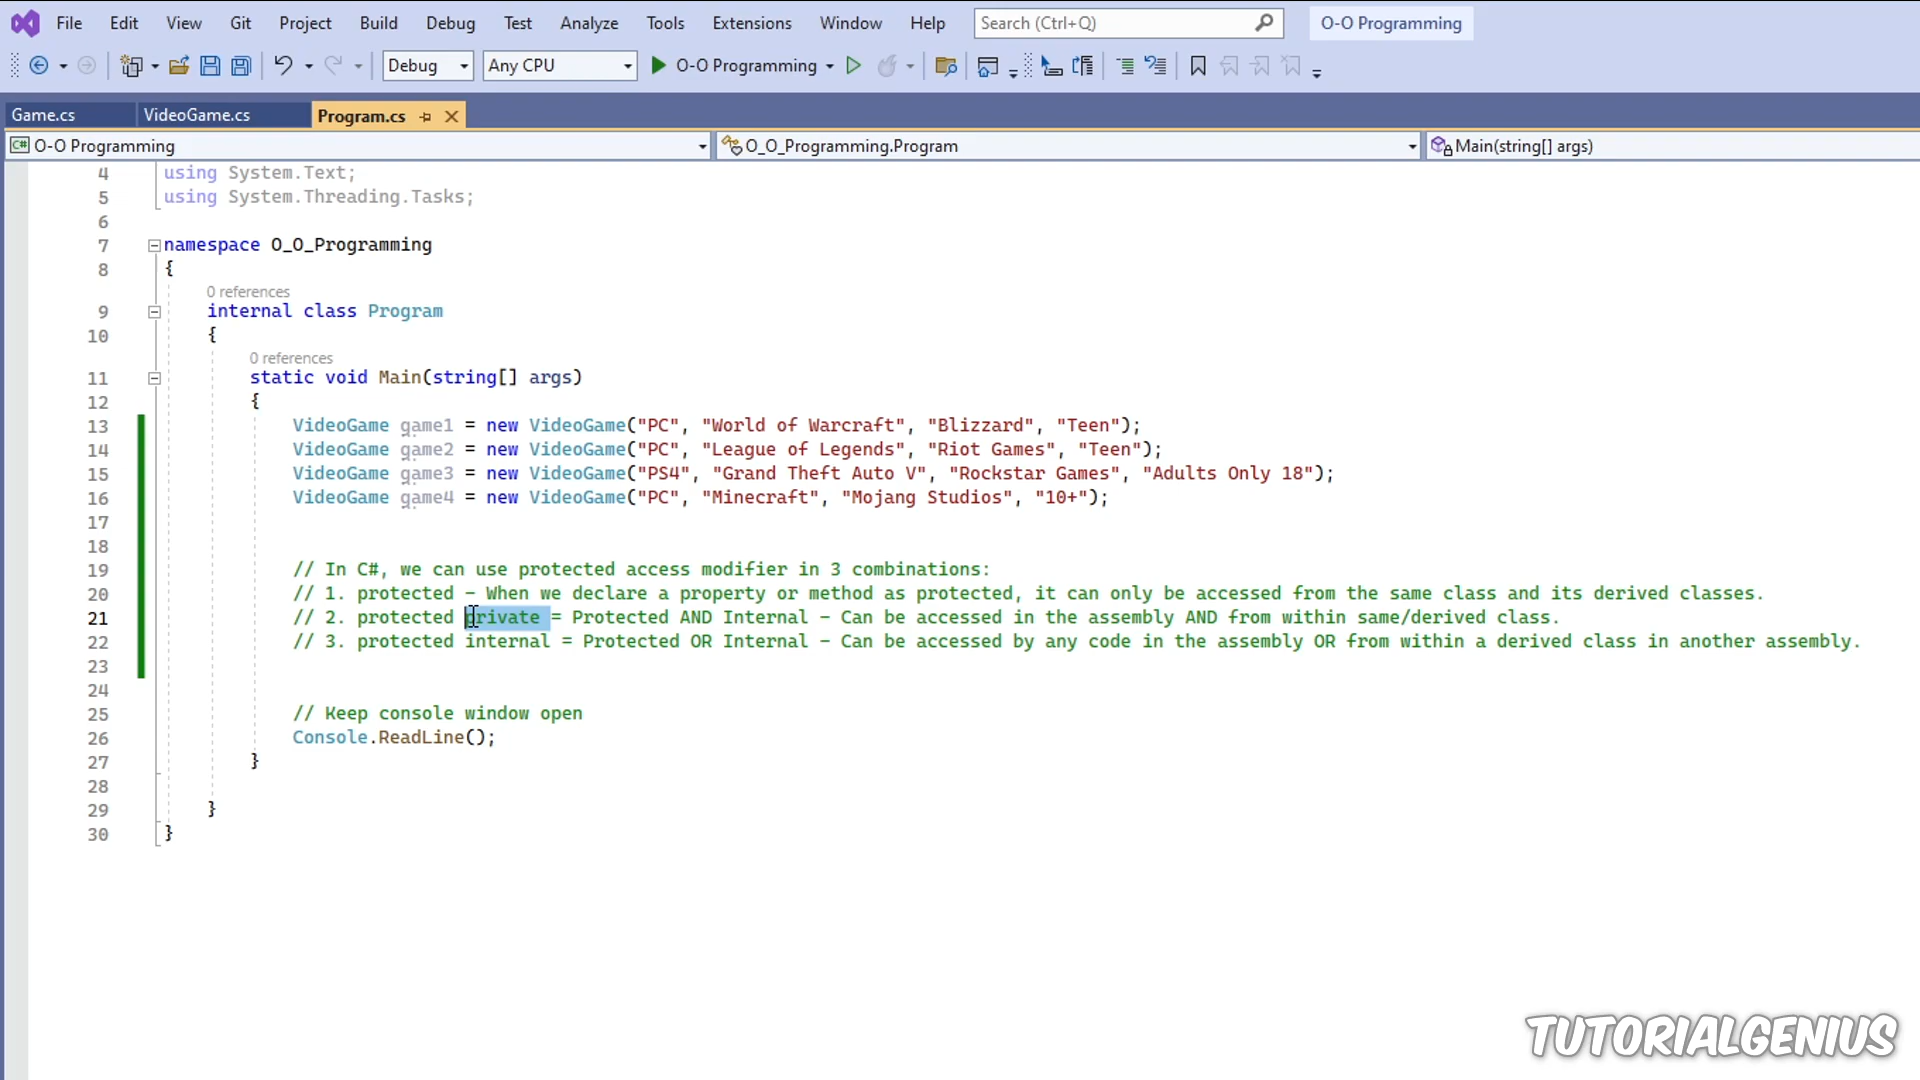 File Edit View Git Project Build Debug Test Analyze Tools Extensions Window Help Search (Ctrl+Q) O-O Programming
Debug Any CPU O-O Programming
Game.cs VideoGame.cs Program.cs
C# O-O Programming O_O_Programming.Program Main(string[] args)
4 using System.Text;
5 using System.Threading.Tasks;
6
7 namespace O_O_Programming
8 {
0 references
9 internal class Program
10 {
0 references
11 static void Main(string[] args)
12 {
13 VideoGame game1 = new VideoGame("PC", "World of Warcraft", "Blizzard", "Teen");
14 VideoGame game2 = new VideoGame("PC", "League of Legends", "Riot Games", "Teen");
15 VideoGame game3 = new VideoGame("PS4", "Grand Theft Auto V", "Rockstar Games", "Adults Only 18");
16 VideoGame game4 = new VideoGame("PC", "Minecraft", "Mojang Studios", "10+");
17
18
19 // In C#, we can use protected access modifier in 3 combinations:
20 // 1. protected - When we declare a property or method as protected, it can only be accessed from the same class and its derived classes.
21 // 2. protected private = Protected AND Internal - Can be accessed in the assembly AND from within same/derived class.
22 // 3. protected internal = Protected OR Internal - Can be accessed by any code in the assembly OR from within a derived class in another assembly.
23
24
25 // Keep console window open
26 Console.ReadLine();
27 }
28
29 }
30 }
TUTORIALGENIUS